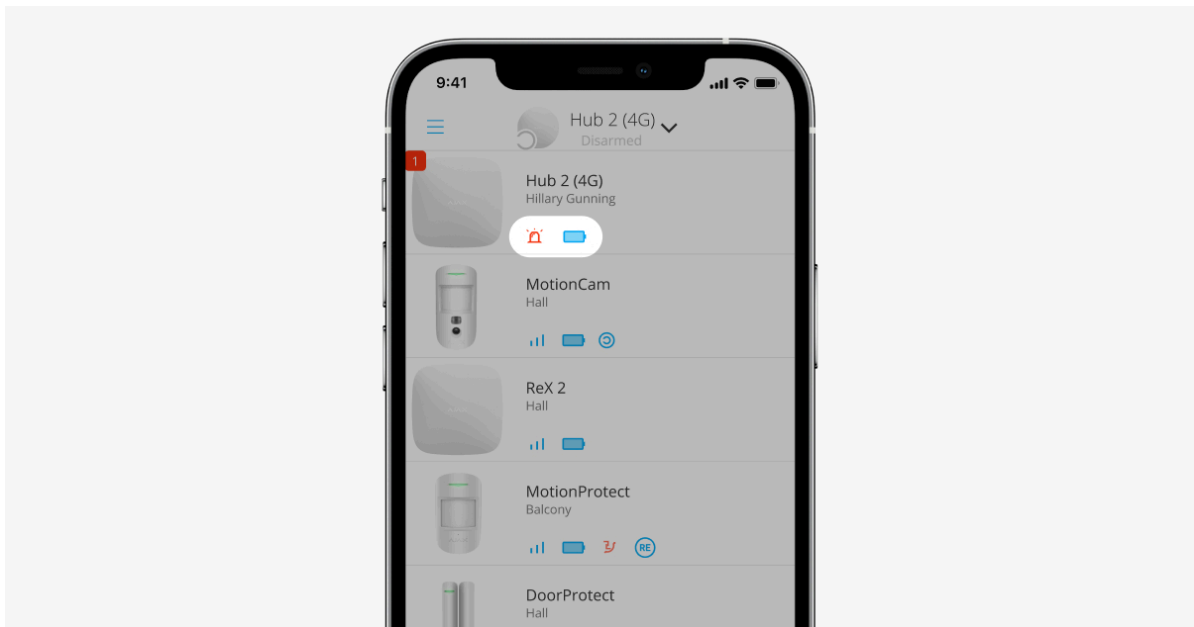 9:41
Hub 2 (4G)
Disarmed
1
Hub 2 (4G)
Hillary Gunning
MotionCam
Hall
ReX 2
Hall
MotionProtect
Balcony
RE
DoorProtect
Hall